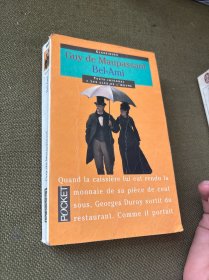 Guy de Maupassant
Bel-Ami
Quand la caissière lui eut rendu la
monnaie de sa pièce de cent
sous, Georges Duroy sortit du
restaurant. Comme il portait
POCKET